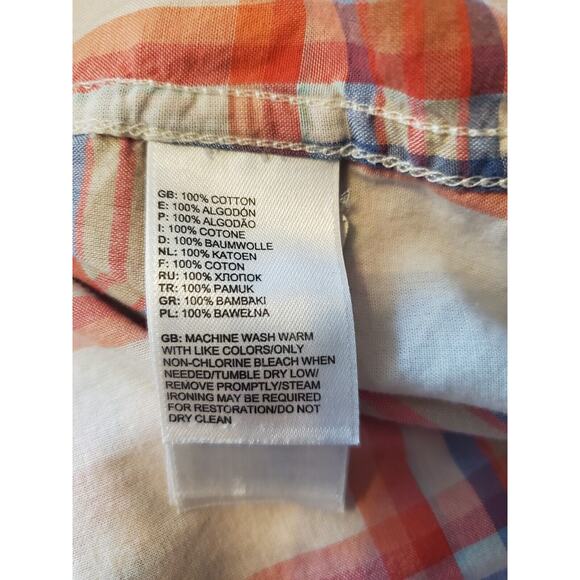 GB: 100% COTTON
E: 100% ALGODÓN
P: 100% ALGODÃO
I: 100% COTONE
D: 100% BAUMWOLLE
NL: 100% KATOEN
F: 100% COTON
RU: 100% ХЛОПОК
TR: 100% PAMUK
GR: 100% BAMBAKI
PL: 100% BAWEŁNA
GB: MACHINE WASH WARM
WITH LIKE COLORS/ONLY
NON-CHLORINE BLEACH WHEN
NEEDED/TUMBLE DRY LOW/
REMOVE PROMPTLY/STEAM
IRONING MAY BE REQUIRED
FOR RESTORATION/DO NOT
DRY CLEAN